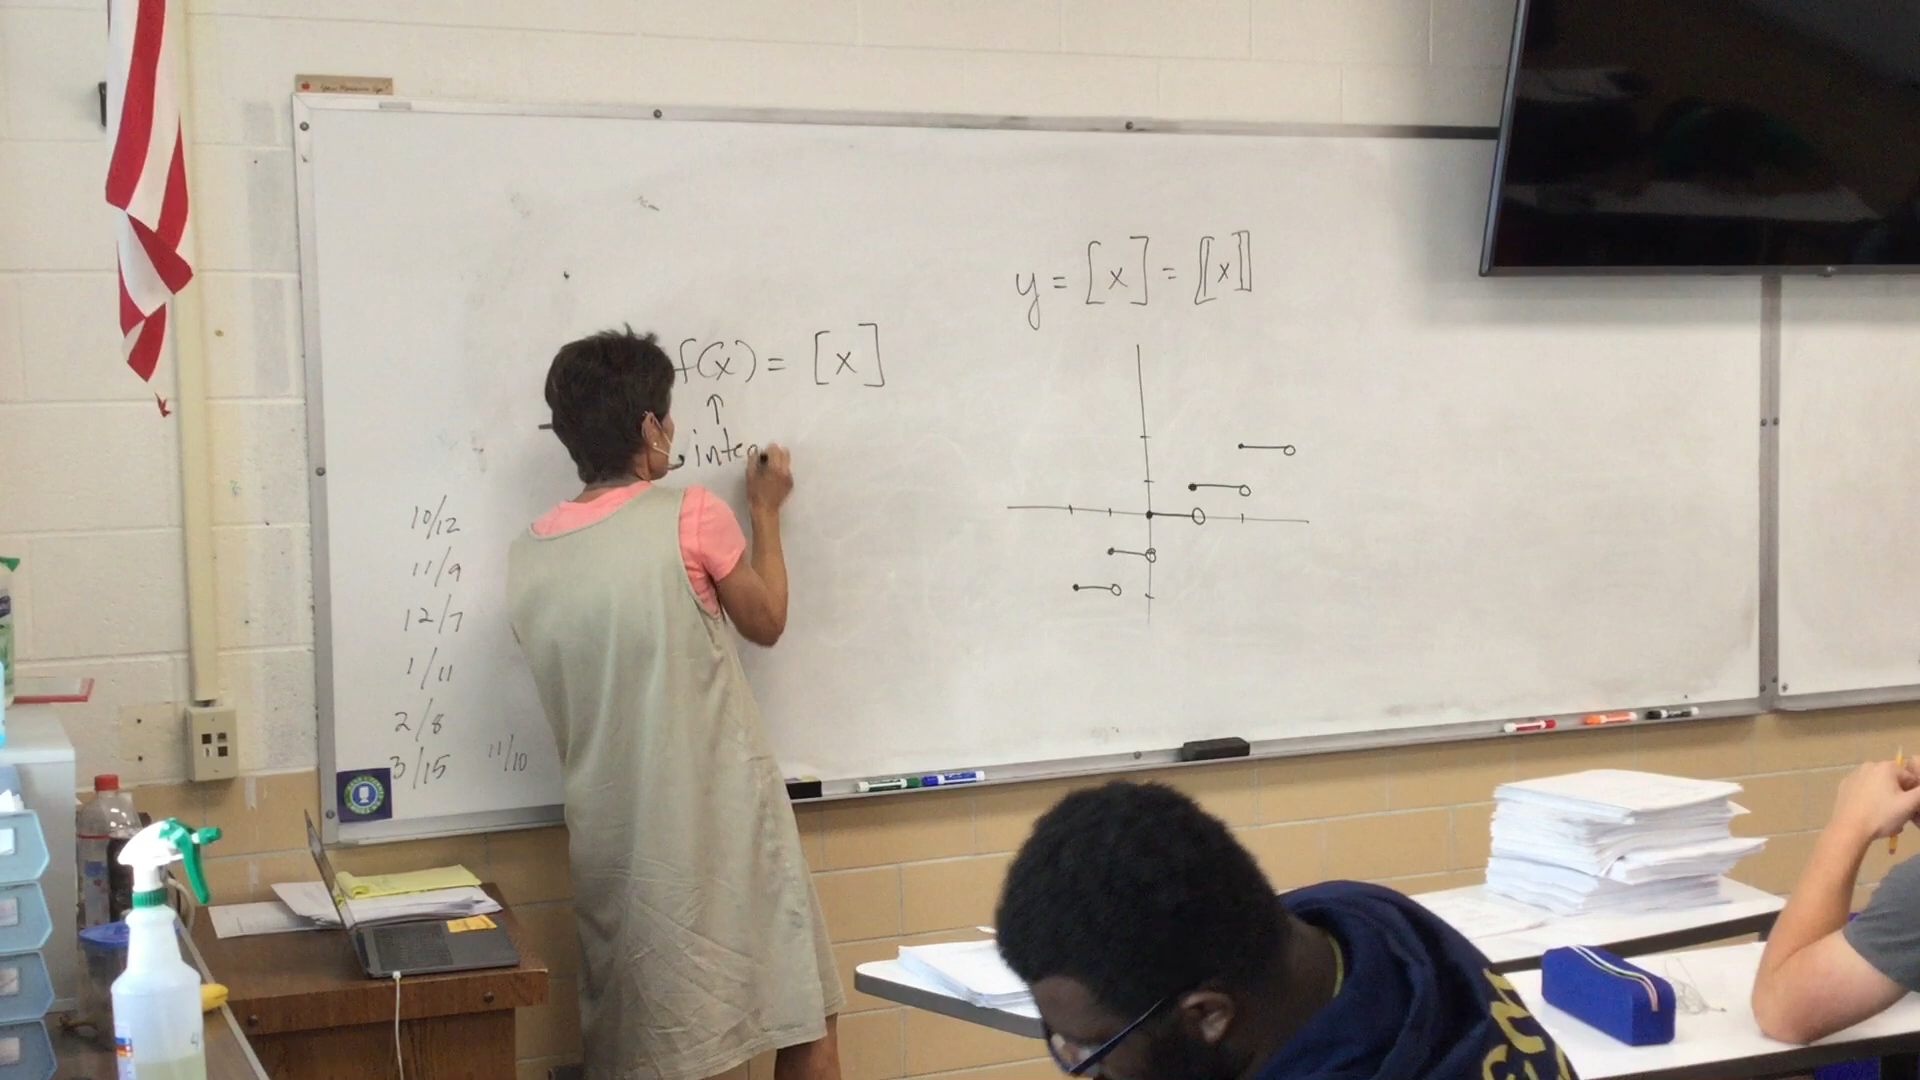 y = [x] = ⟦x⟧
f(x) = [x]
↑
integ
10/12
11/9
12/7
1/11
2/8
3/15 11/10